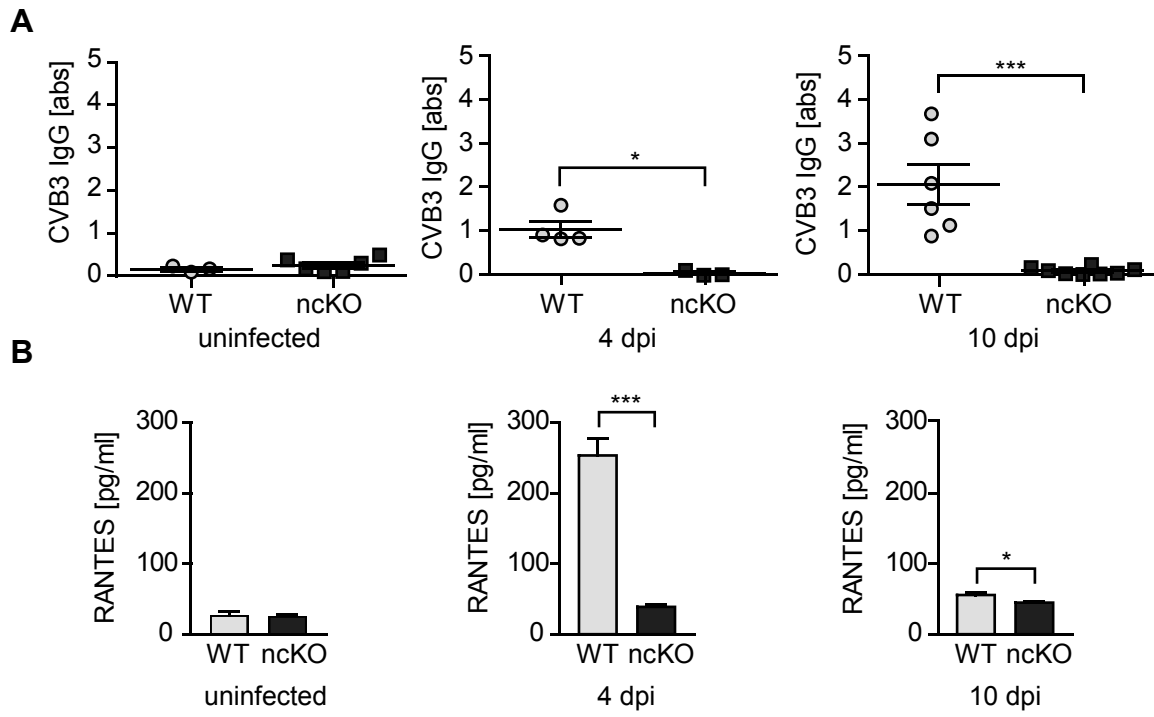 A
CVB3 IgG [abs]
5
4
3
2
1
0
WT ncKO
uninfected
CVB3 IgG [abs]
5
4
3
2
1
0
*
WT ncKO
4 dpi
CVB3 IgG [abs]
5
4
3
2
1
0
***
WT ncKO
10 dpi
B
RANTES [pg/ml]
300
200
100
0
WT ncKO
uninfected
RANTES [pg/ml]
300
200
100
0
***
WT ncKO
4 dpi
RANTES [pg/ml]
300
200
100
0
*
WT ncKO
10 dpi